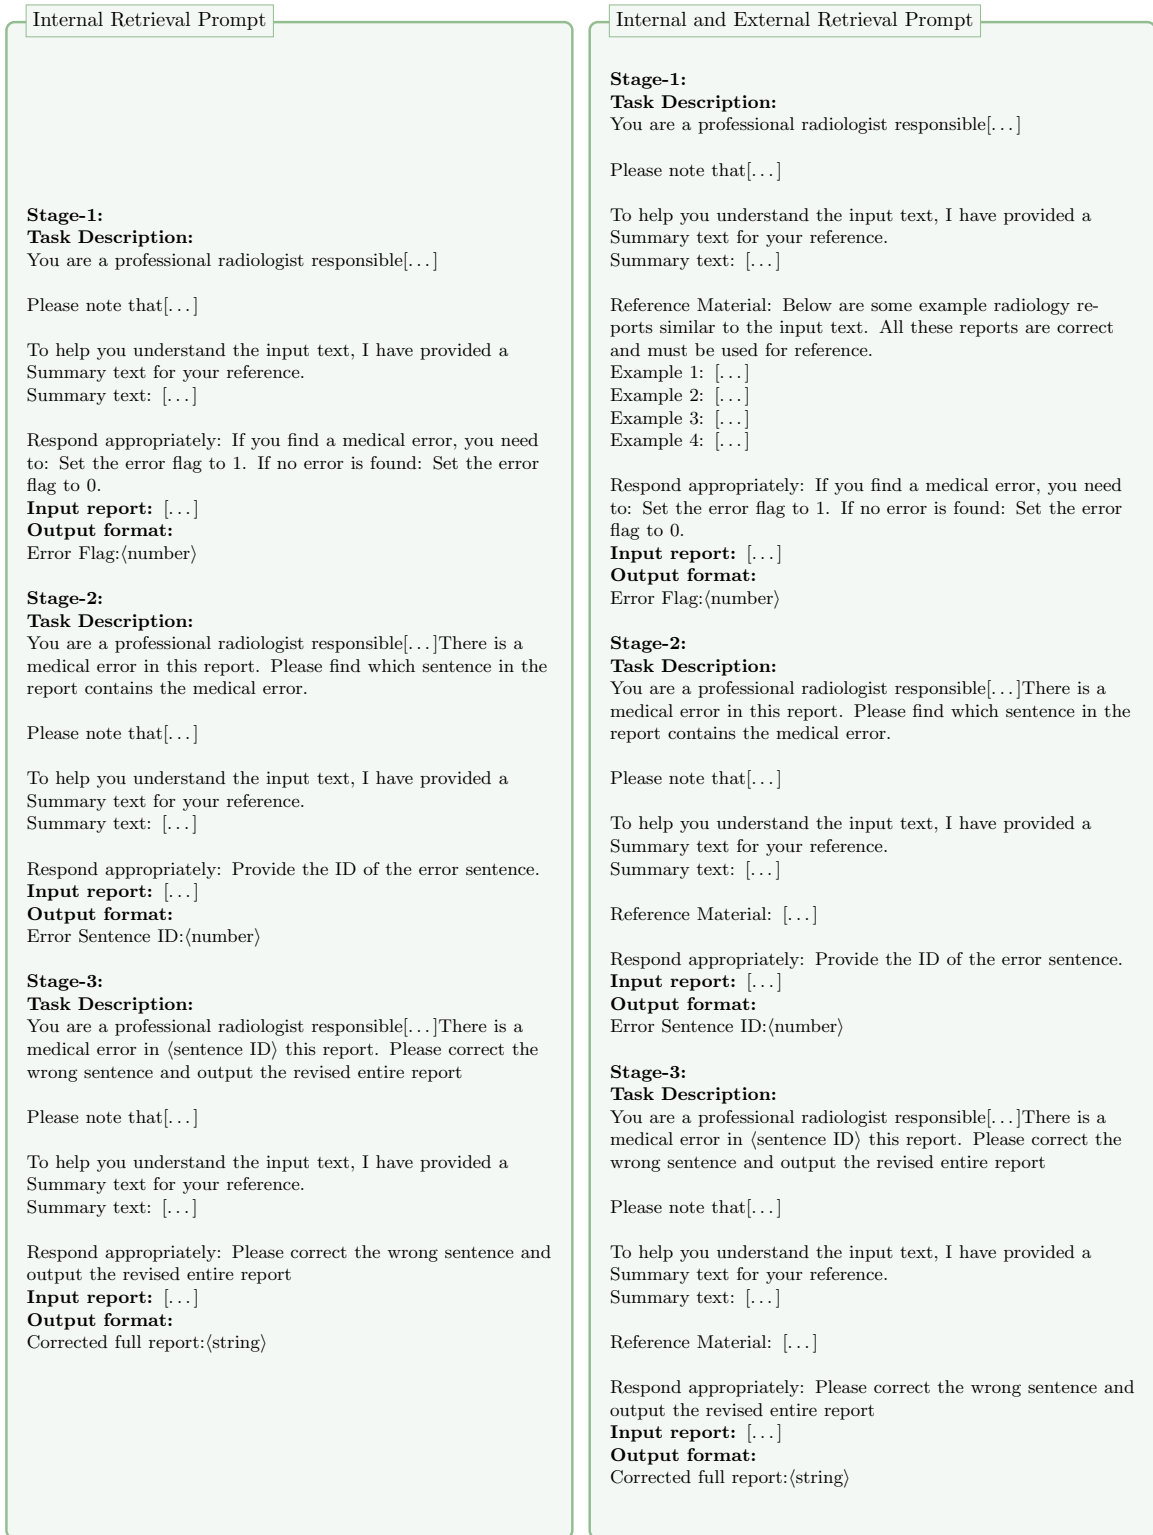 Internal Retrieval Prompt
Stage-1:
Task Description:
You are a professional radiologist responsible[...]
Please note that[...]
To help you understand the input text, I have provided a
Summary text for your reference.
Summary text: [...]
Respond appropriately: If you find a medical error, you need
to: Set the error flag to 1. If no error is found: Set the error
flag to 0.
Input report: [...]
Output format:
Error Flag:⟨number⟩
Stage-2:
Task Description:
You are a professional radiologist responsible[...]There is a
medical error in this report. Please find which sentence in the
report contains the medical error.
Please note that[...]
To help you understand the input text, I have provided a
Summary text for your reference.
Summary text: [...]
Respond appropriately: Provide the ID of the error sentence.
Input report: [...]
Output format:
Error Sentence ID:⟨number⟩
Stage-3:
Task Description:
You are a professional radiologist responsible[...]There is a
medical error in ⟨sentence ID⟩ this report. Please correct the
wrong sentence and output the revised entire report
Please note that[...]
To help you understand the input text, I have provided a
Summary text for your reference.
Summary text: [...]
Respond appropriately: Please correct the wrong sentence and
output the revised entire report
Input report: [...]
Output format:
Corrected full report:⟨string⟩
Internal and External Retrieval Prompt
Stage-1:
Task Description:
You are a professional radiologist responsible[...]
Please note that[...]
To help you understand the input text, I have provided a
Summary text for your reference.
Summary text: [...]
Reference Material: Below are some example radiology re-
ports similar to the input text. All these reports are correct
and must be used for reference.
Example 1: [...]
Example 2: [...]
Example 3: [...]
Example 4: [...]
Respond appropriately: If you find a medical error, you need
to: Set the error flag to 1. If no error is found: Set the error
flag to 0.
Input report: [...]
Output format:
Error Flag:⟨number⟩
Stage-2:
Task Description:
You are a professional radiologist responsible[...]There is a
medical error in this report. Please find which sentence in the
report contains the medical error.
Please note that[...]
To help you understand the input text, I have provided a
Summary text for your reference.
Summary text: [...]
Reference Material: [...]
Respond appropriately: Provide the ID of the error sentence.
Input report: [...]
Output format:
Error Sentence ID:⟨number⟩
Stage-3:
Task Description:
You are a professional radiologist responsible[...]There is a
medical error in ⟨sentence ID⟩ this report. Please correct the
wrong sentence and output the revised entire report
Please note that[...]
To help you understand the input text, I have provided a
Summary text for your reference.
Summary text: [...]
Reference Material: [...]
Respond appropriately: Please correct the wrong sentence and
output the revised entire report
Input report: [...]
Output format:
Corrected full report:⟨string⟩